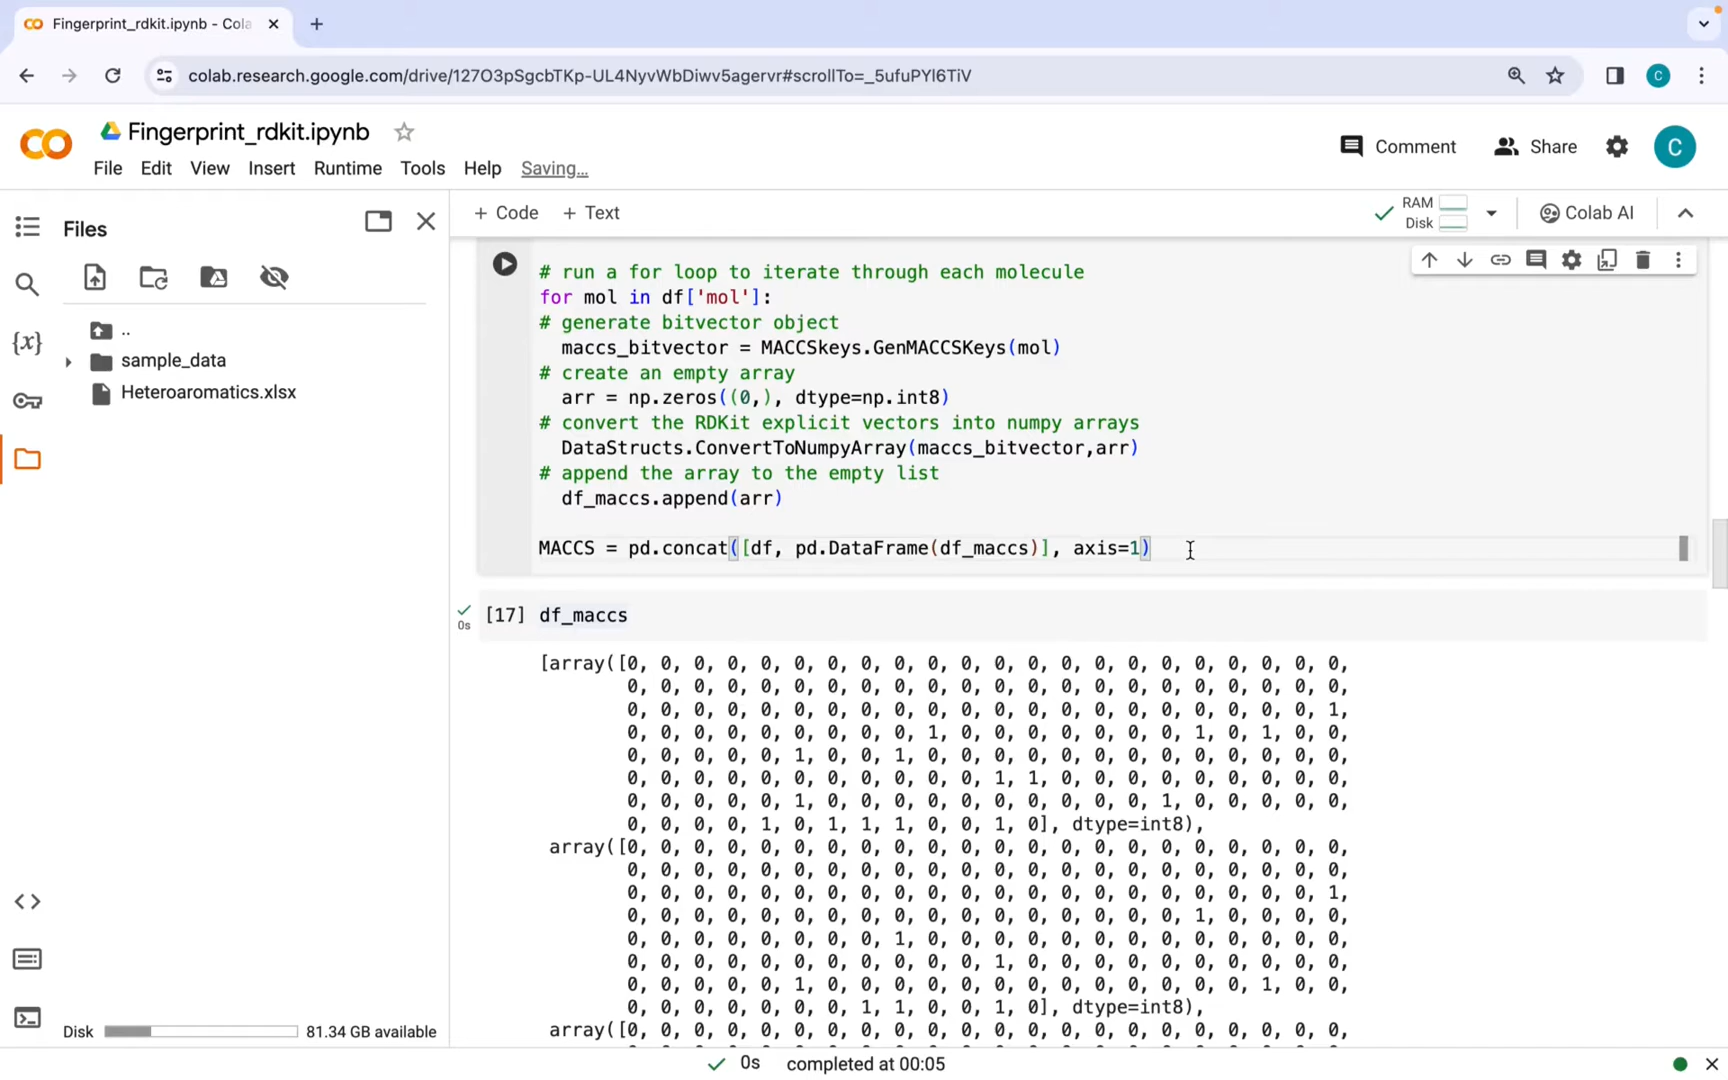 Fingerprint_rdkit.ipynb - Cola
colab.research.google.com/drive/127O3pSgcbTKp-UL4NyvWbDiwv5agervr#scrollTo=_5ufuPYl6TiV
C
Fingerprint_rdkit.ipynb
File Edit View Insert Runtime Tools Help Saving...
Comment Share C
Files
+ Code + Text
RAM
Disk
Colab AI
..
sample_data
Heteroaromatics.xlsx
{x}
# run a for loop to iterate through each molecule
for mol in df['mol']:
# generate bitvector object
maccs_bitvector = MACCSkeys.GenMACCSKeys(mol)
# create an empty array
arr = np.zeros((0,), dtype=np.int8)
# convert the RDKit explicit vectors into numpy arrays
DataStructs.ConvertToNumpyArray(maccs_bitvector,arr)
# append the array to the empty list
df_maccs.append(arr)
MACCS = pd.concat([df, pd.DataFrame(df_maccs)], axis=1)
0s
[17] df_maccs
[array([0, 0, 0, 0, 0, 0, 0, 0, 0, 0, 0, 0, 0, 0, 0, 0, 0, 0, 0, 0, 0, 0,
0, 0, 0, 0, 0, 0, 0, 0, 0, 0, 0, 0, 0, 0, 0, 0, 0, 0, 0, 0, 0, 0,
0, 0, 0, 0, 0, 0, 0, 0, 0, 0, 0, 0, 0, 0, 0, 0, 0, 0, 0, 0, 0, 1,
0, 0, 0, 0, 0, 0, 0, 0, 0, 1, 0, 0, 0, 0, 0, 0, 0, 1, 0, 1, 0, 0,
0, 0, 0, 0, 0, 1, 0, 0, 1, 0, 0, 0, 0, 0, 0, 0, 0, 0, 0, 0, 0, 0,
0, 0, 0, 0, 0, 0, 0, 0, 0, 0, 0, 1, 1, 0, 0, 0, 0, 0, 0, 0, 0, 0,
0, 0, 0, 0, 0, 1, 0, 0, 0, 0, 0, 0, 0, 0, 0, 0, 1, 0, 0, 0, 0, 0,
0, 0, 0, 0, 1, 0, 1, 1, 1, 0, 0, 1, 0], dtype=int8),
array([0, 0, 0, 0, 0, 0, 0, 0, 0, 0, 0, 0, 0, 0, 0, 0, 0, 0, 0, 0, 0, 0,
0, 0, 0, 0, 0, 0, 0, 0, 0, 0, 0, 0, 0, 0, 0, 0, 0, 0, 0, 0, 0, 0,
0, 0, 0, 0, 0, 0, 0, 0, 0, 0, 0, 0, 0, 0, 0, 0, 0, 0, 0, 0, 0, 1,
0, 0, 0, 0, 0, 0, 0, 0, 0, 0, 0, 0, 0, 0, 0, 0, 0, 1, 0, 0, 0, 0,
0, 0, 0, 0, 0, 0, 0, 0, 1, 0, 0, 0, 0, 0, 0, 0, 0, 0, 0, 0, 0, 0,
0, 0, 0, 0, 0, 0, 0, 0, 0, 0, 0, 1, 0, 0, 0, 0, 0, 0, 0, 0, 0, 0,
0, 0, 0, 0, 0, 1, 0, 0, 0, 0, 0, 0, 0, 0, 0, 0, 0, 0, 0, 1, 0, 0,
0, 0, 0, 0, 0, 0, 0, 1, 1, 0, 0, 1, 0], dtype=int8),
array([0, 0, 0, 0, 0, 0, 0, 0, 0, 0, 0, 0, 0, 0, 0, 0, 0, 0, 0, 0, 0, 0,
Disk 81.34 GB available
0s completed at 00:05